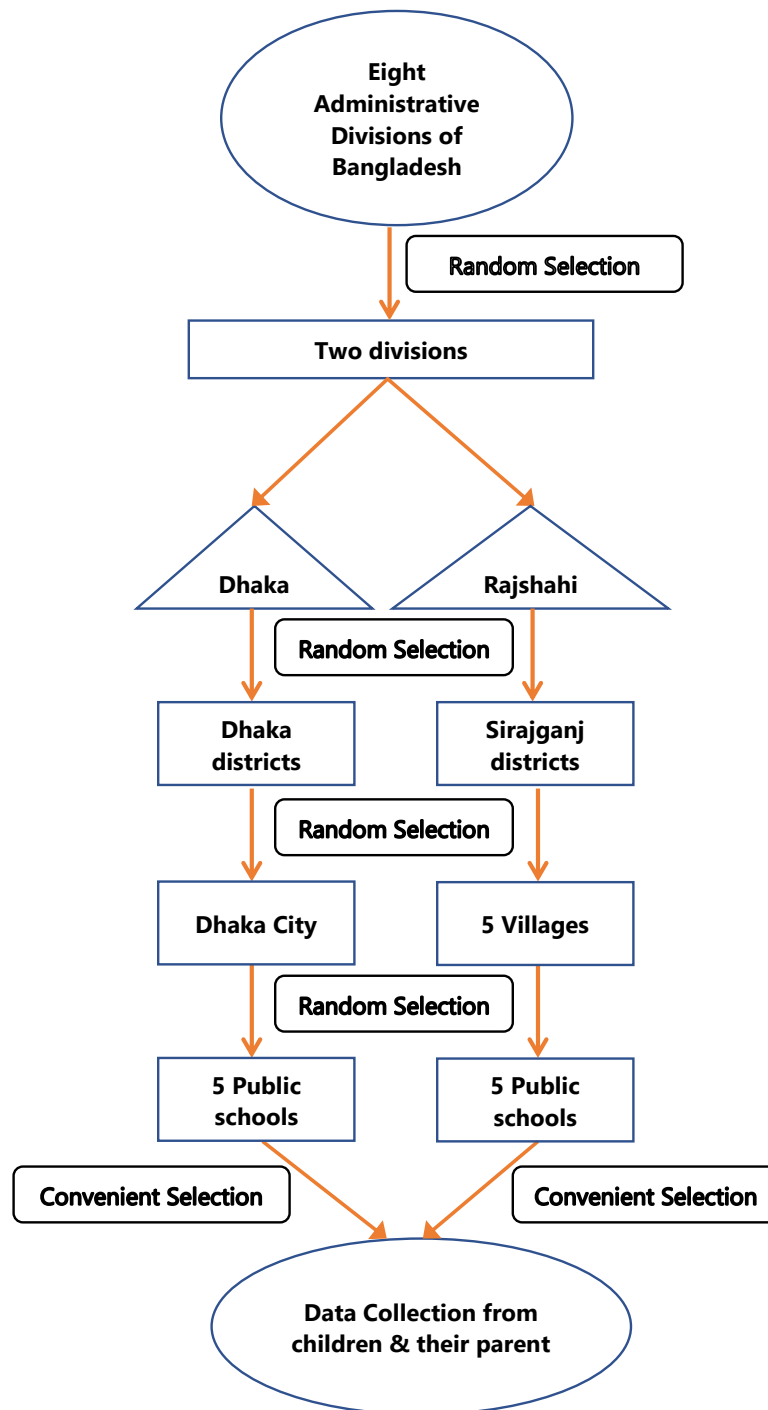 Eight
Administrative
Divisions of
Bangladesh
Random Selection
Two divisions
Dhaka
Rajshahi
Random Selection
Dhaka
districts
Sirajganj
districts
Random Selection
Dhaka City
5 Villages
Random Selection
5 Public
schools
5 Public
schools
Convenient Selection
Convenient Selection
Data Collection from
children & their parent